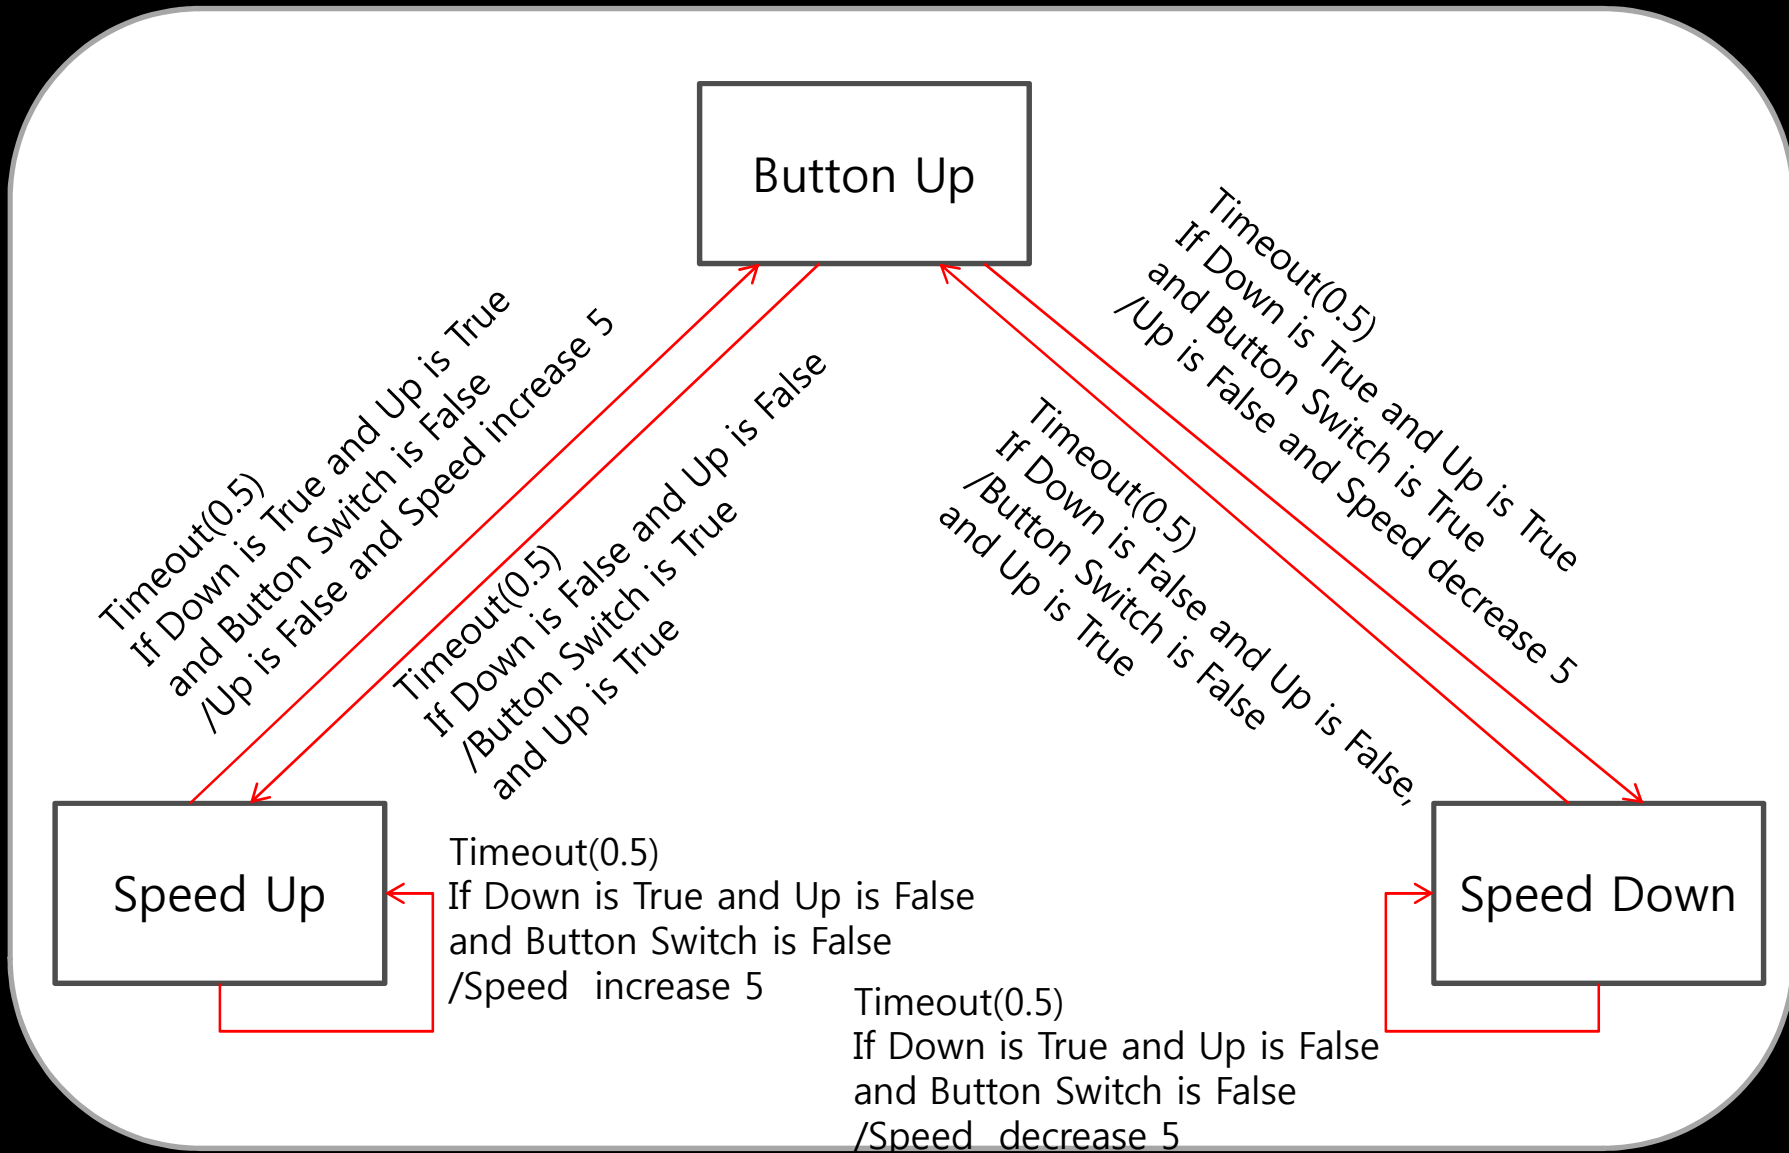 Button Up
Timeout(0.5)
If Down is True and Up is True
and Button Switch is False
/Up is False and Speed increase 5
Timeout(0.5)
If Down is False and Up is False
/Button Switch is True
and Up is True
Timeout(0.5)
If Down is False and Up is False,
/Button Switch is False
and Up is True
Timeout(0.5)
If Down is True and Up is True
and Button Switch is True
/Up is False and Speed decrease 5
Speed Up
Timeout(0.5)
If Down is True and Up is False
and Button Switch is False
/Speed increase 5
Speed Down
Timeout(0.5)
If Down is True and Up is False
and Button Switch is False
/Speed decrease 5